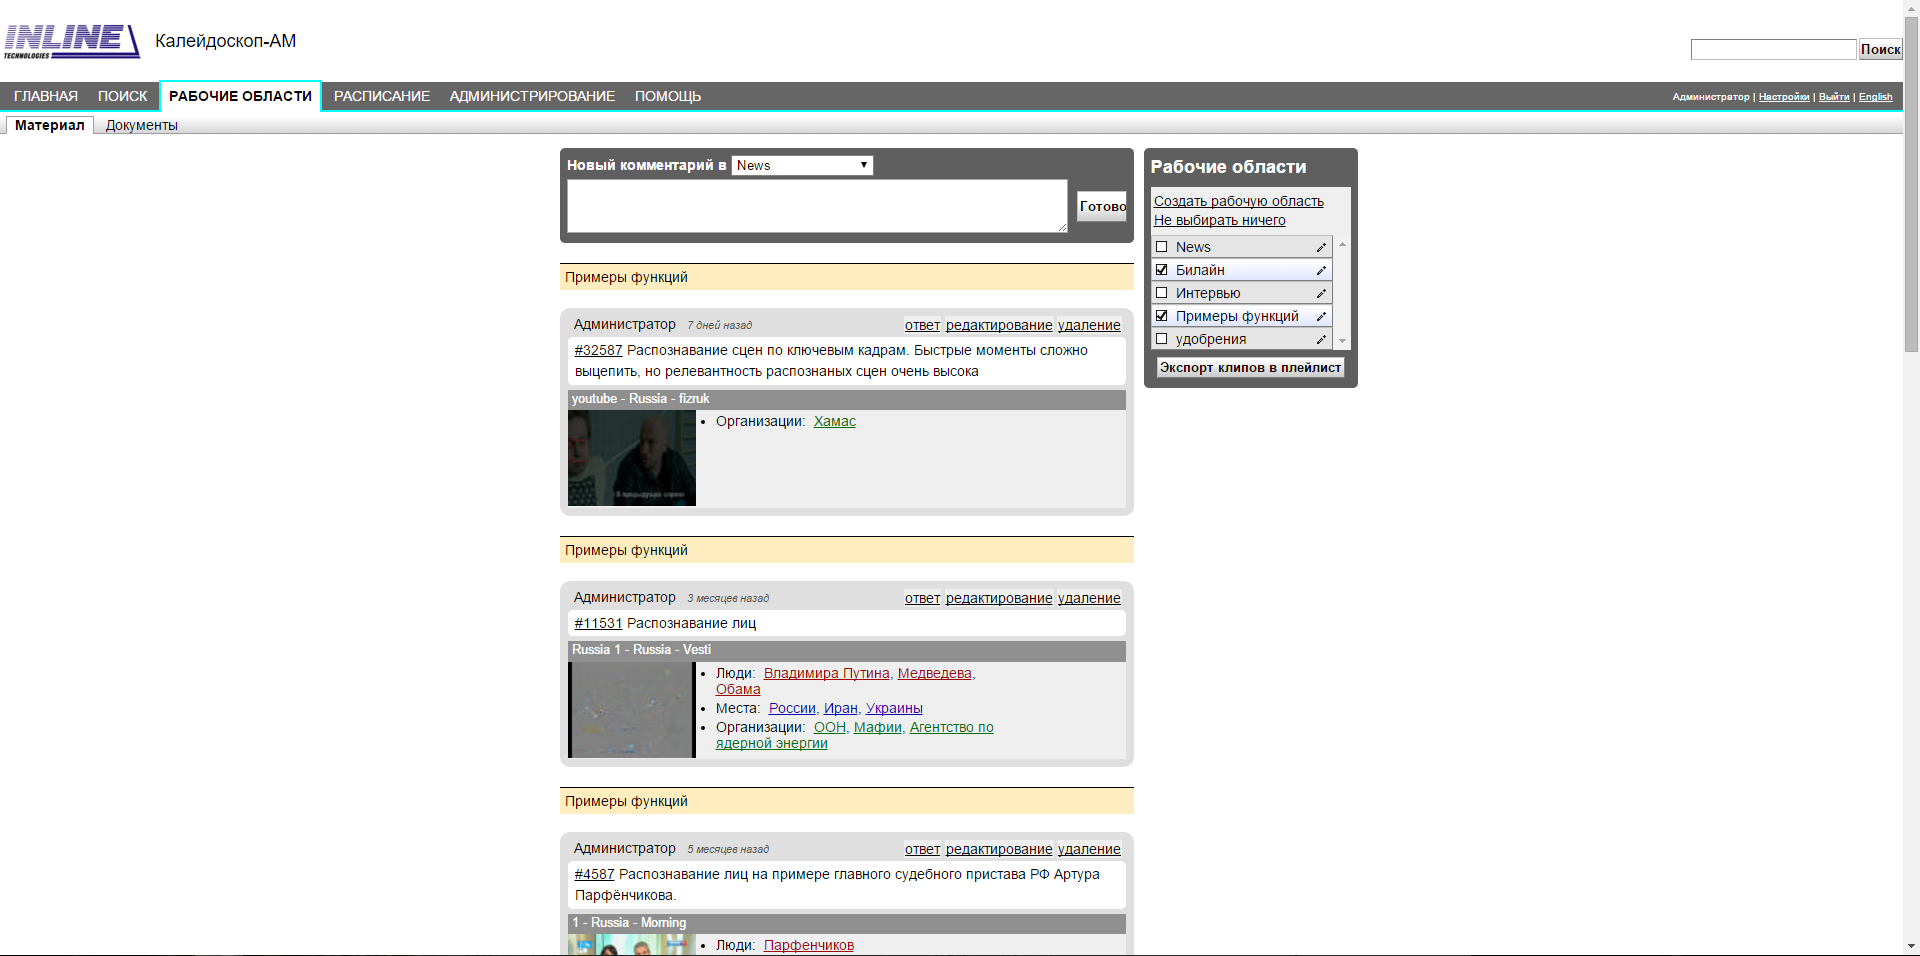 INLINE
TECHNOLOGIES
Калейдоскоп-АМ
Поиск
ГЛАВНАЯ ПОИСК РАБОЧИЕ ОБЛАСТИ РАСПИСАНИЕ АДМИНИСТРИРОВАНИЕ ПОМОЩЬ
Администратор | Настройки | Выйти | English
Материал Документы
Новый комментарий в News
Готово
Примеры функций
Администратор 7 дней назад ответ редактирование удаление
#32587 Распознавание сцен по ключевым кадрам. Быстрые моменты сложно
выцепить, но релевантность распознаных сцен очень высока
youtube - Russia - fizruk
В предыдущих сериях
• Организации: Хамас
Примеры функций
Администратор 3 месяцев назад ответ редактирование удаление
#11531 Распознавание лиц
Russia 1 - Russia - Vesti
• Люди: Владимира Путина, Медведева,
Обама
• Места: России, Иран, Украины
• Организации: ООН, Мафии, Агентство по
ядерной энергии
Примеры функций
Администратор 5 месяцев назад ответ редактирование удаление
#4587 Распознавание лиц на примере главного судебного пристава РФ Артура
Парфёнчикова.
1 - Russia - Morning
• Люди: Парфенчиков
Рабочие области
Создать рабочую область
Не выбирать ничего
News
Билайн
Интервью
Примеры функций
удобрения
Экспорт клипов в плейлист